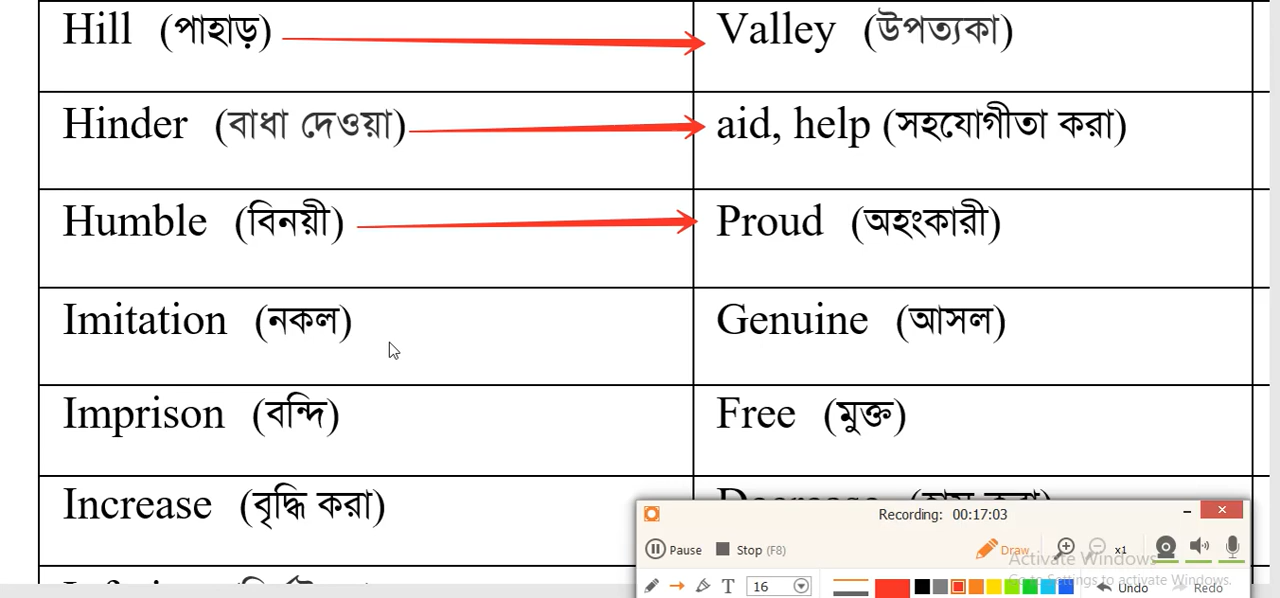 Hill (পাহাড়) Valley (উপত্যকা)
Hinder (বাধা দেওয়া) aid, help (সহযোগীতা করা)
Humble (বিনয়ী) Proud (অহংকারী)
Imitation (নকল) Genuine (আসল)
Imprison (বন্দি) Free (মুক্ত)
Increase (বৃদ্ধি করা)
Recording: 00:17:03
Pause Stop (F8) Draw x1
Activate Windows
Go to Settings to activate Windows.
T 16 Undo Redo